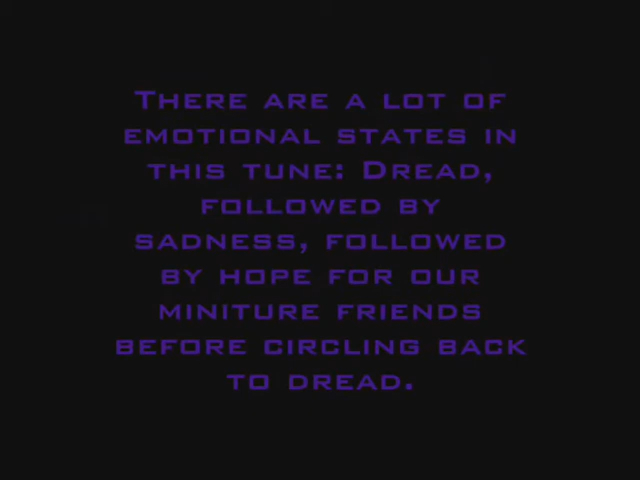 There are a lot of
emotional states in
this tune: Dread,
followed by
sadness, followed
by hope for our
miniture friends
before circling back
to dread.